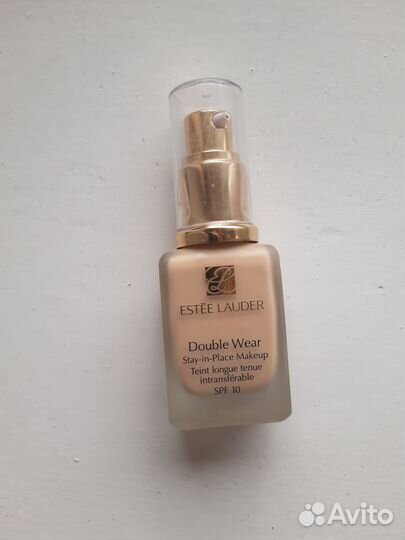 ESTĒE LAUDER
Double Wear
Stay-in-Place Makeup
Teint longue tenue
intransférable
SPF 10
Avito